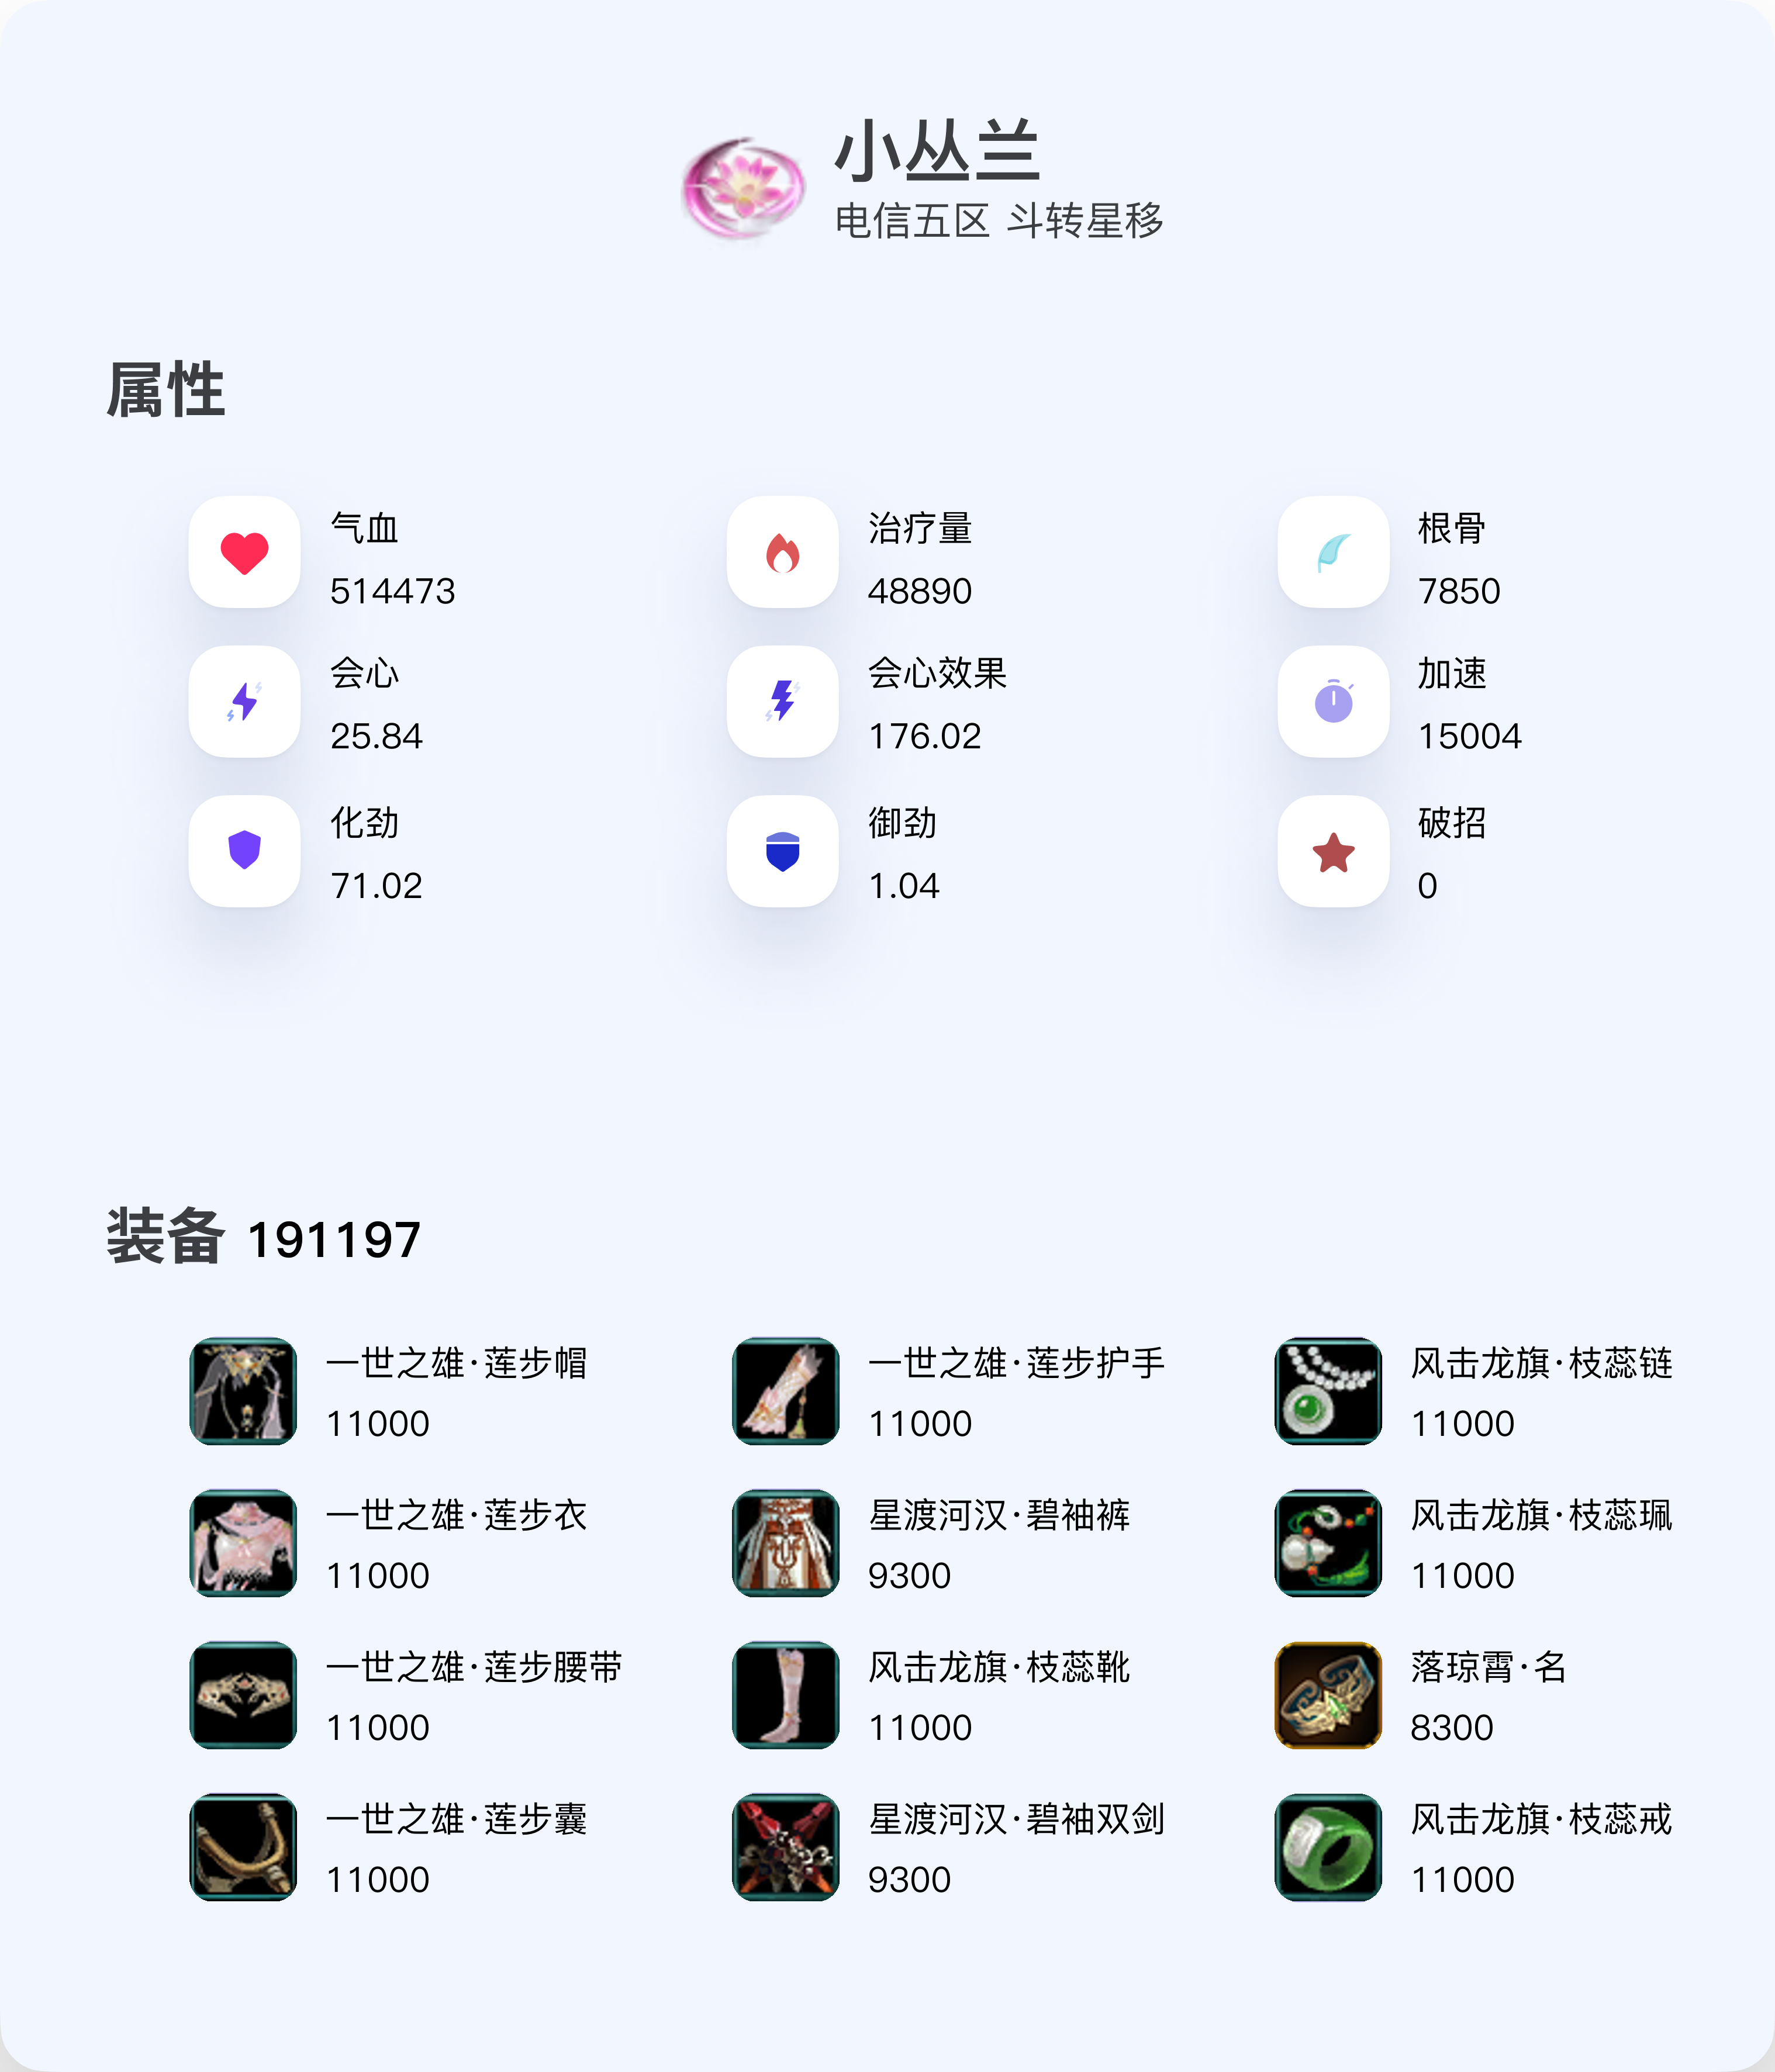 小丛兰
电信五区 斗转星移
属性
气血
514473
治疗量
48890
根骨
7850
会心
25.84
会心效果
176.02
加速
15004
化劲
71.02
御劲
1.04
破招
0
装备 191197
一世之雄·莲步帽
11000
一世之雄·莲步护手
11000
风击龙旗·枝蕊链
11000
一世之雄·莲步衣
11000
星渡河汉·碧袖裤
9300
风击龙旗·枝蕊珮
11000
一世之雄·莲步腰带
11000
风击龙旗·枝蕊靴
11000
落琼霄·名
8300
一世之雄·莲步囊
11000
星渡河汉·碧袖双剑
9300
风击龙旗·枝蕊戒
11000